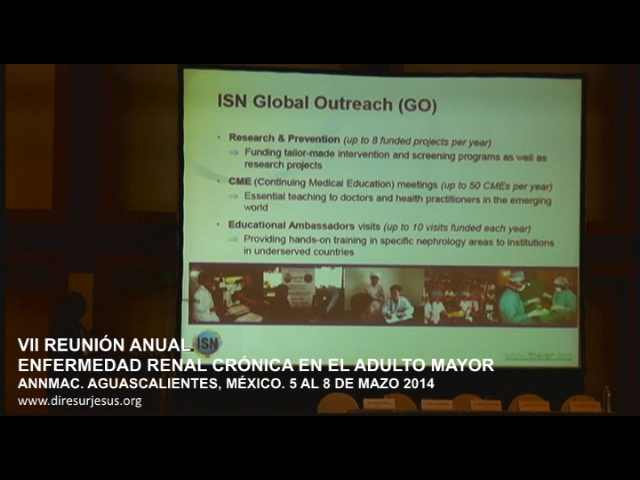 ISN Global Outreach (GO)
• Research & Prevention (up to 8 funded projects per year)
⇒ Funding tailor-made intervention and screening programs as well as
research projects
• CME (Continuing Medical Education) meetings (up to 50 CMEs per year)
⇒ Essential teaching to doctors and health practitioners in the emerging
world
• Educational Ambassadors visits (up to 10 visits funded each year)
⇒ Providing hands-on training in specific nephrology areas to institutions
in underserved countries
ISN
www.theisn.org
VII REUNIÓN ANUAL.
ENFERMEDAD RENAL CRÓNICA EN EL ADULTO MAYOR
ANNMAC. AGUASCALIENTES, MÉXICO. 5 AL 8 DE MAZO 2014
www.diresurjesus.org